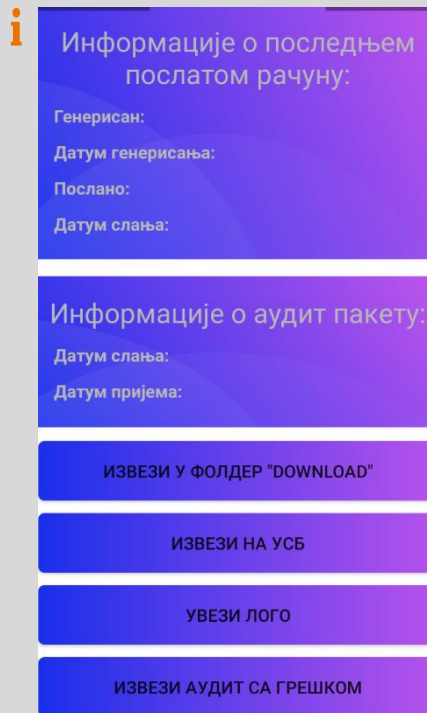 i
Информације о последњем
послатом рачуну:
Генерисан:
Датум генерисања:
Послано:
Датум слања:
Информације о аудит пакету:
Датум слања:
Датум пријема:
ИЗВЕЗИ У ФОЛДЕР "DOWNLOAD"
ИЗВЕЗИ НА УСБ
УВЕЗИ ЛОГО
ИЗВЕЗИ АУДИТ СА ГРЕШКОМ